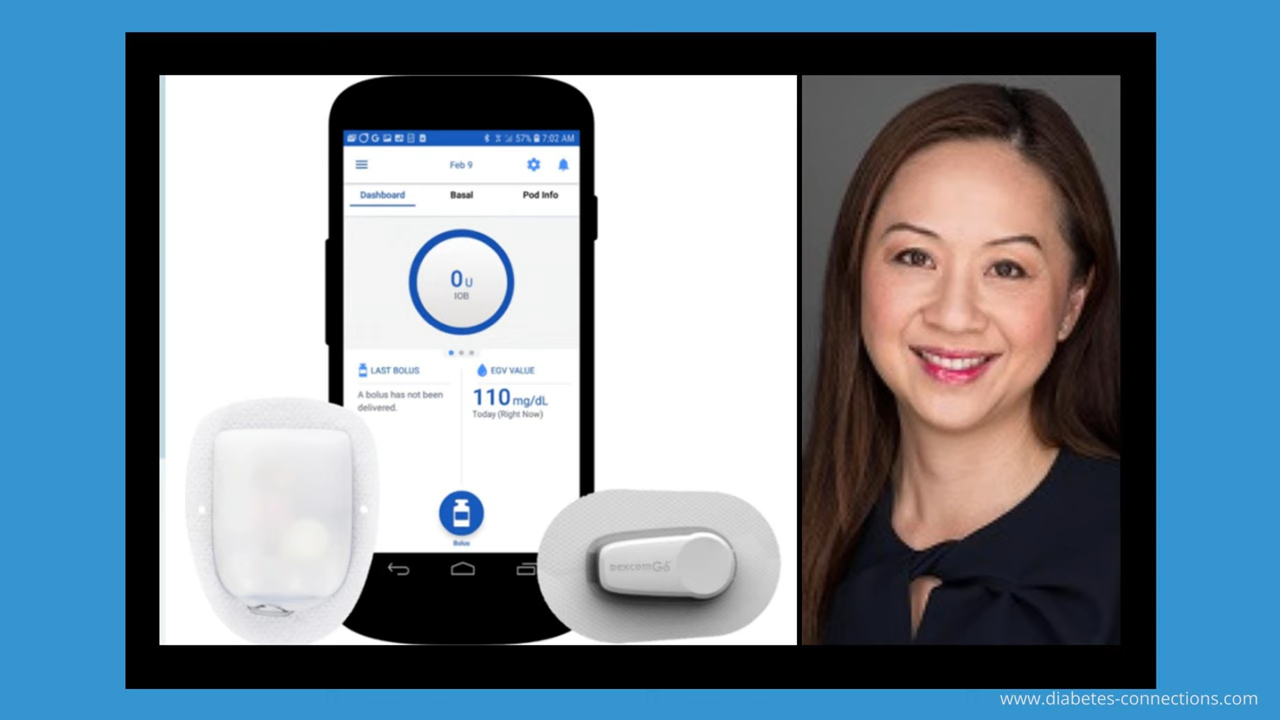 57% 7:02 AM
Feb 9
Dashboard Basal Pod Info
0 U
IOB
LAST BOLUS
A bolus has not been
delivered.
EGV VALUE
110 mg/dL
Today (Right Now)
Bolus
dexcom G6
www.diabetes-connections.com